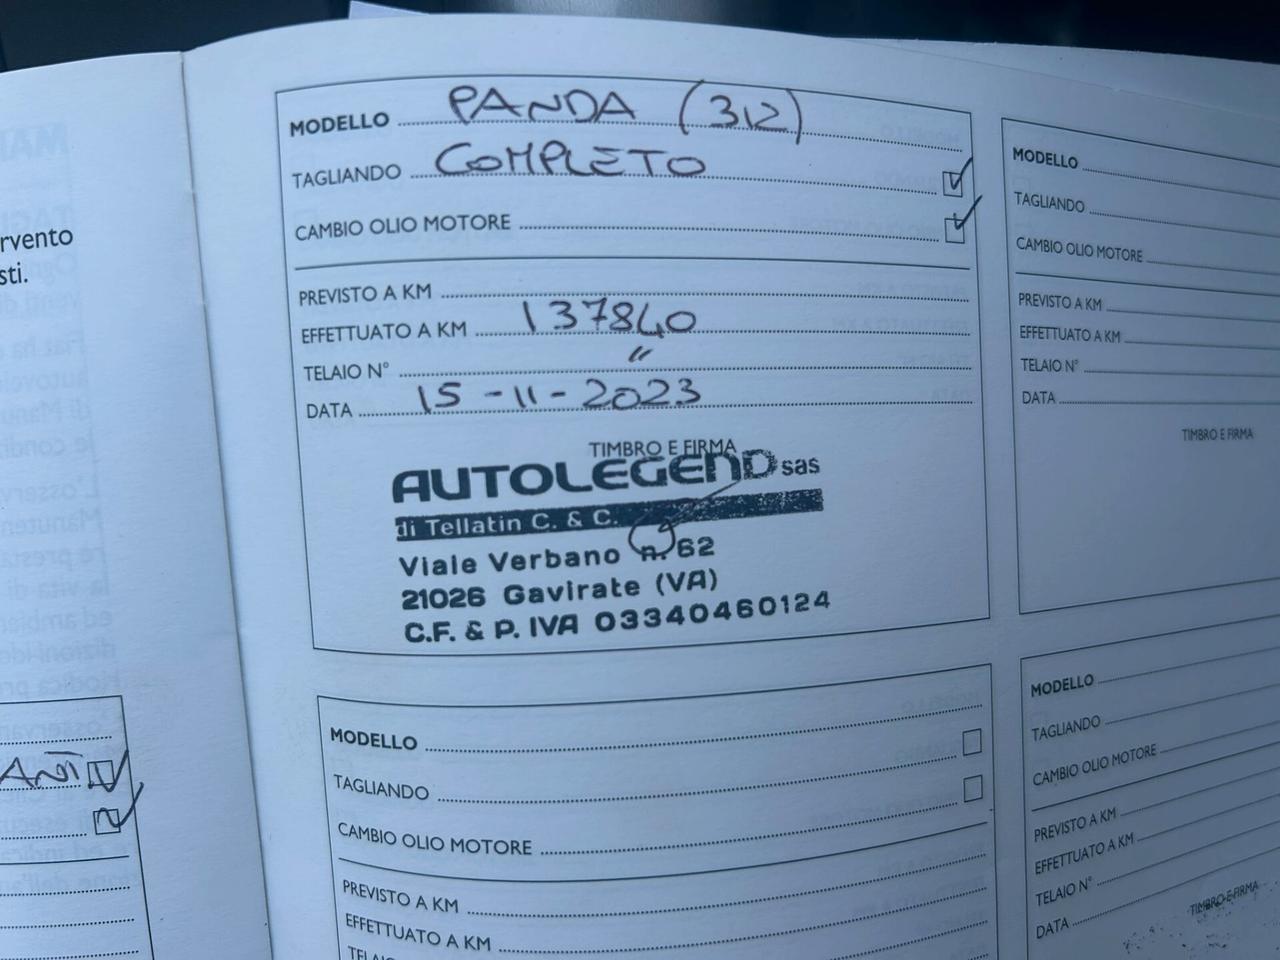 rvento
sti.
ANTI
MODELLO PANDA (312)
TAGLIANDO COMPLETO
CAMBIO OLIO MOTORE
PREVISTO A KM
EFFETTUATO A KM 137840
TELAIO N° "
DATA 15-11-2023
TIMBRO E FIRMA
AUTOLEGEND sas
di Tellatin C. & C.
Viale Verbano n. 62
21026 Gavirate (VA)
C.F. & P. IVA 03340460124
MODELLO
TAGLIANDO
CAMBIO OLIO MOTORE
PREVISTO A KM
EFFETTUATO A KM
TELAIO N°
DATA
TIMBRO E FIRMA
MODELLO
TAGLIANDO
CAMBIO OLIO MOTORE
PREVISTO A KM
EFFETTUATO A KM
MODELLO
TAGLIANDO
CAMBIO OLIO MOTORE
PREVISTO A KM
EFFETTUATO A KM
TELAIO N°
DATA
TIMBRO E FIRMA